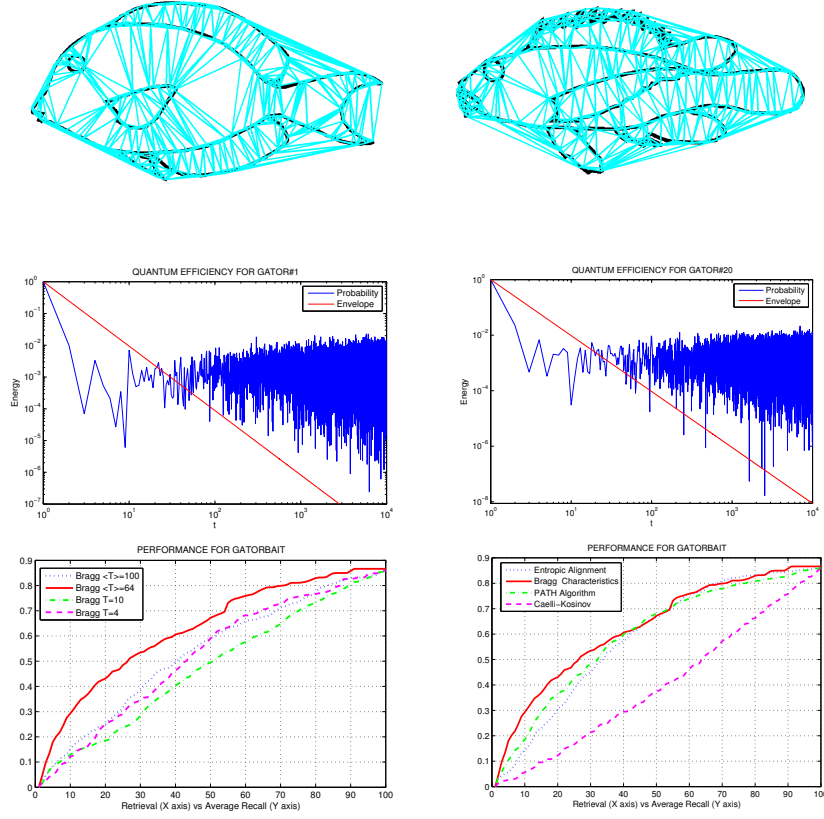 QUANTUM EFFICIENCY FOR GATOR#1
10^0
10^-1
10^-2
10^-3
10^-4
10^-5
10^-6
10^-7
Energy
Probability
Envelope
10^0 10^1 10^2 10^3 10^4
t
QUANTUM EFFICIENCY FOR GATOR#20
10^0
10^-2
10^-4
10^-6
10^-8
Energy
Probability
Envelope
10^0 10^1 10^2 10^3 10^4
t
PERFORMANCE FOR GATORBAIT
0.9
0.8
0.7
0.6
0.5
0.4
0.3
0.2
0.1
0
Bragg <T>=100
Bragg <T>=64
Bragg T=10
Bragg T=4
0 10 20 30 40 50 60 70 80 90 100
Retrieval (X axis) vs Average Recall (Y axis)
PERFORMANCE FOR GATORBAIT
0.9
0.8
0.7
0.6
0.5
0.4
0.3
0.2
0.1
0
Entropic Alignment
Bragg Characteristics
PATH Algorithm
Caelli−Kosinov
0 10 20 30 40 50 60 70 80 90 100
Retrieval (X axis) vs Average Recall (Y axis)